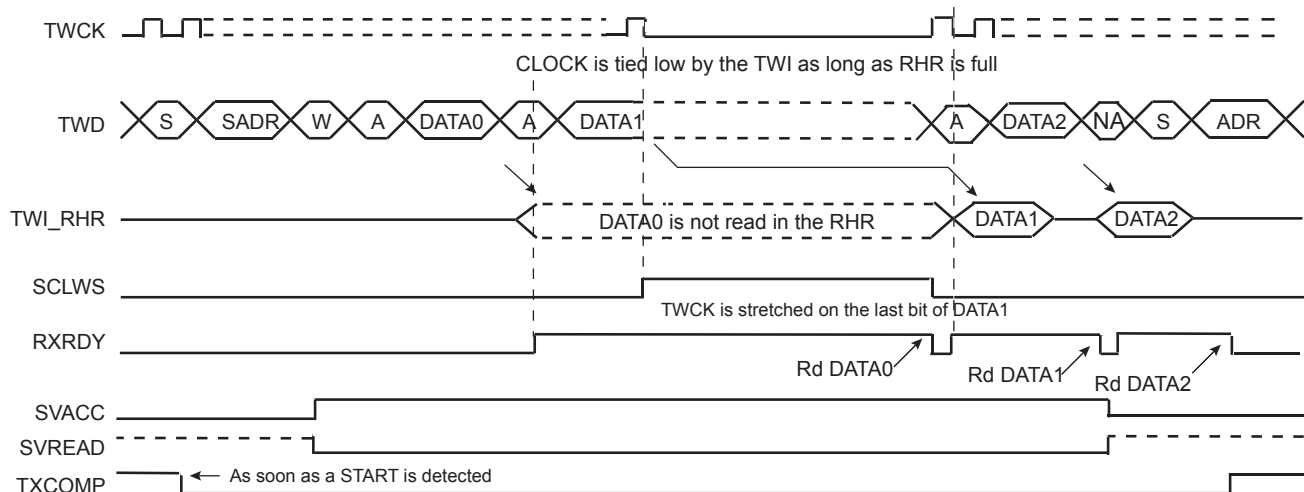 TWCK
CLOCK is tied low by the TWI as long as RHR is full
TWD S SADR W A DATA0 A DATA1 A DATA2 NA S ADR
TWI_RHR DATA0 is not read in the RHR DATA1 DATA2
SCLWS
TWCK is stretched on the last bit of DATA1
RXRDY
Rd DATA0 Rd DATA1 Rd DATA2
SVACC
SVREAD
TXCOMP As soon as a START is detected